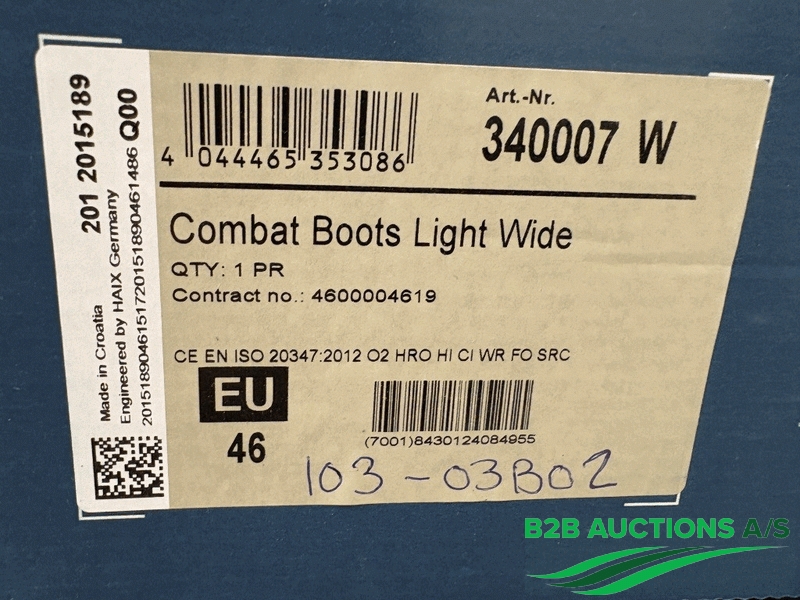 201 2015189
Q00
Made in Croatia
Engineered by HAIX Germany
2015189046151720151890461486
4 044465 353086
Art.-Nr.
340007 W
Combat Boots Light Wide
QTY: 1 PR
Contract no.: 4600004619
CE EN ISO 20347:2012 O2 HRO HI CI WR FO SRC
EU
46
(7001)8430124084955
103-03B02
B2B AUCTIONS A/S